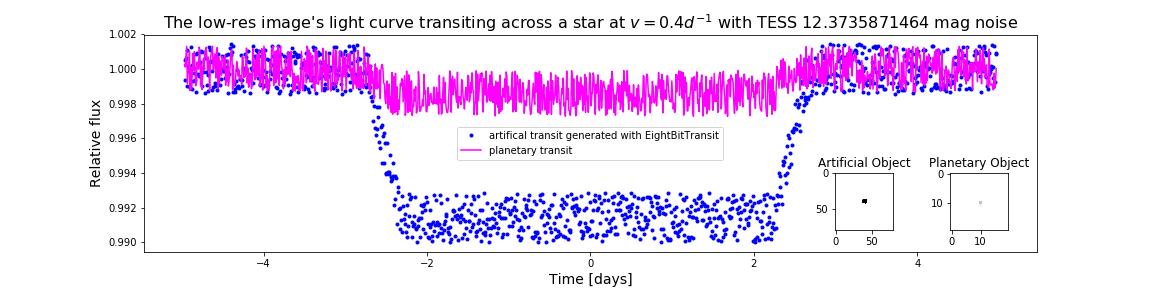 The low-res image's light curve transiting across a star at v = 0.4d⁻¹ with TESS 12.3735871464 mag noise
1.002
1.000
0.998
0.996
0.994
0.992
0.990
Relative flux
artifical transit generated with EightBitTransit
planetary transit
Artificial Object
0
50
0
50
Planetary Object
0
10
0
10
−4
−2
0
2
4
Time [days]